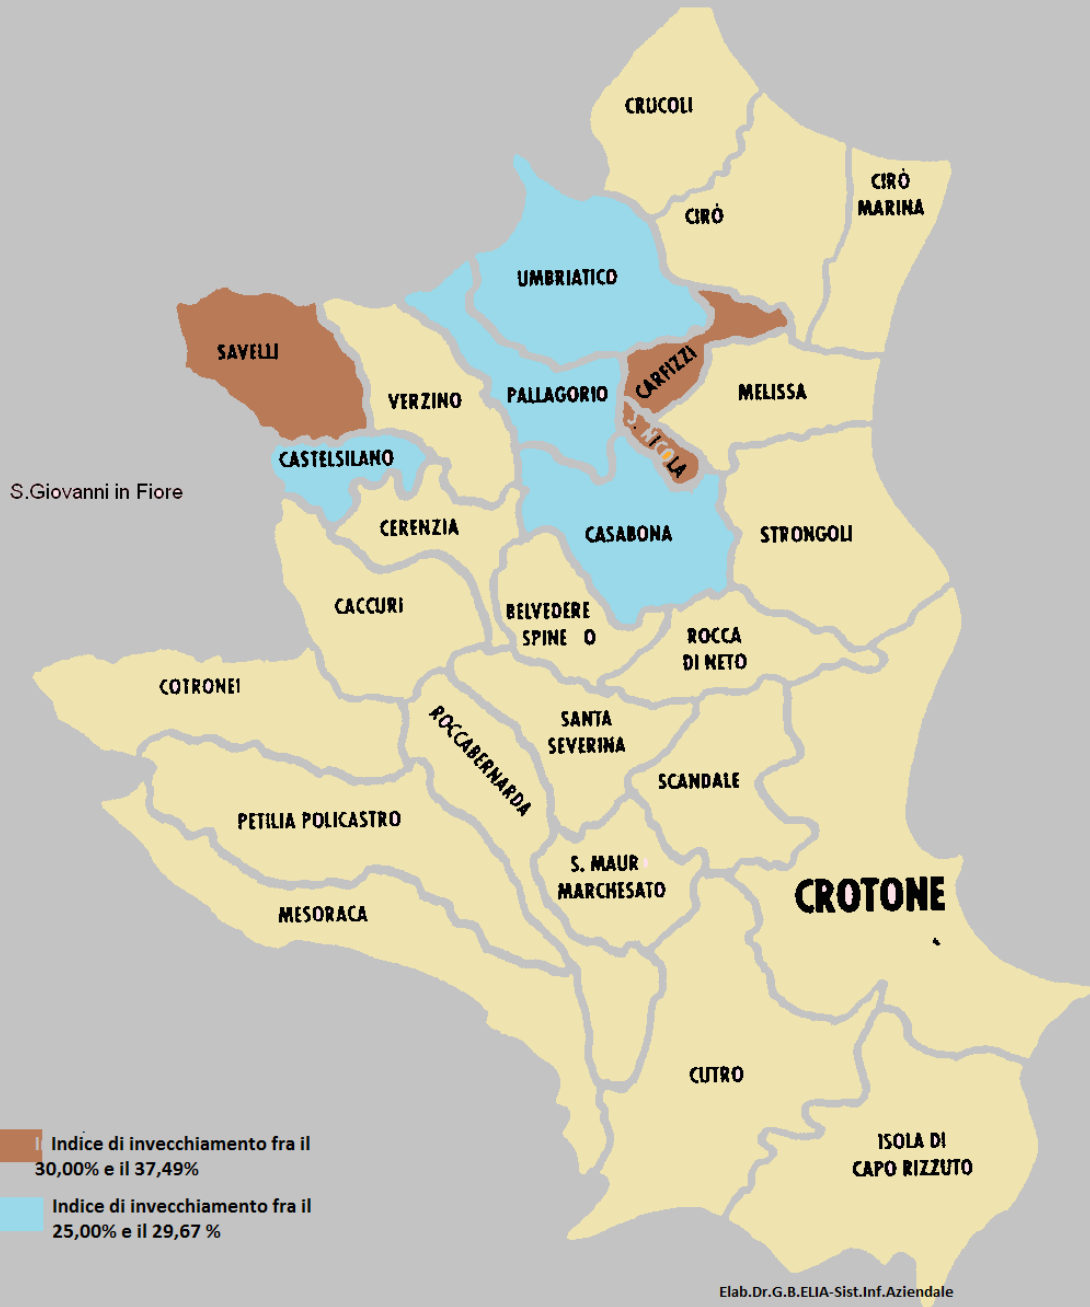 CRUCOLI
CIRÒ
MARINA
CIRÒ
UMBRIATICO
SAVELLI
CARFIZZI
VERZINO
PALLAGORIO
MELISSA
S. NICOLA
CASTELSILANO
S.Giovanni in Fiore
CERENZIA
CASABONA
STRONGOLI
CACCURI
BELVEDERE
SPINE O
ROCCA
DI NETO
COTRONEI
ROCCABERNARDA
SANTA
SEVERINA
SCANDALE
PETILIA POLICASTRO
S. MAUR
MARCHESATO
CROTONE
MESORACA
CUTRO
ISOLA DI
CAPO RIZZUTO
Indice di invecchiamento fra il
30,00% e il 37,49%
Indice di invecchiamento fra il
25,00% e il 29,67 %
Elab.Dr.G.B.ELIA-Sist.Inf.Aziendale